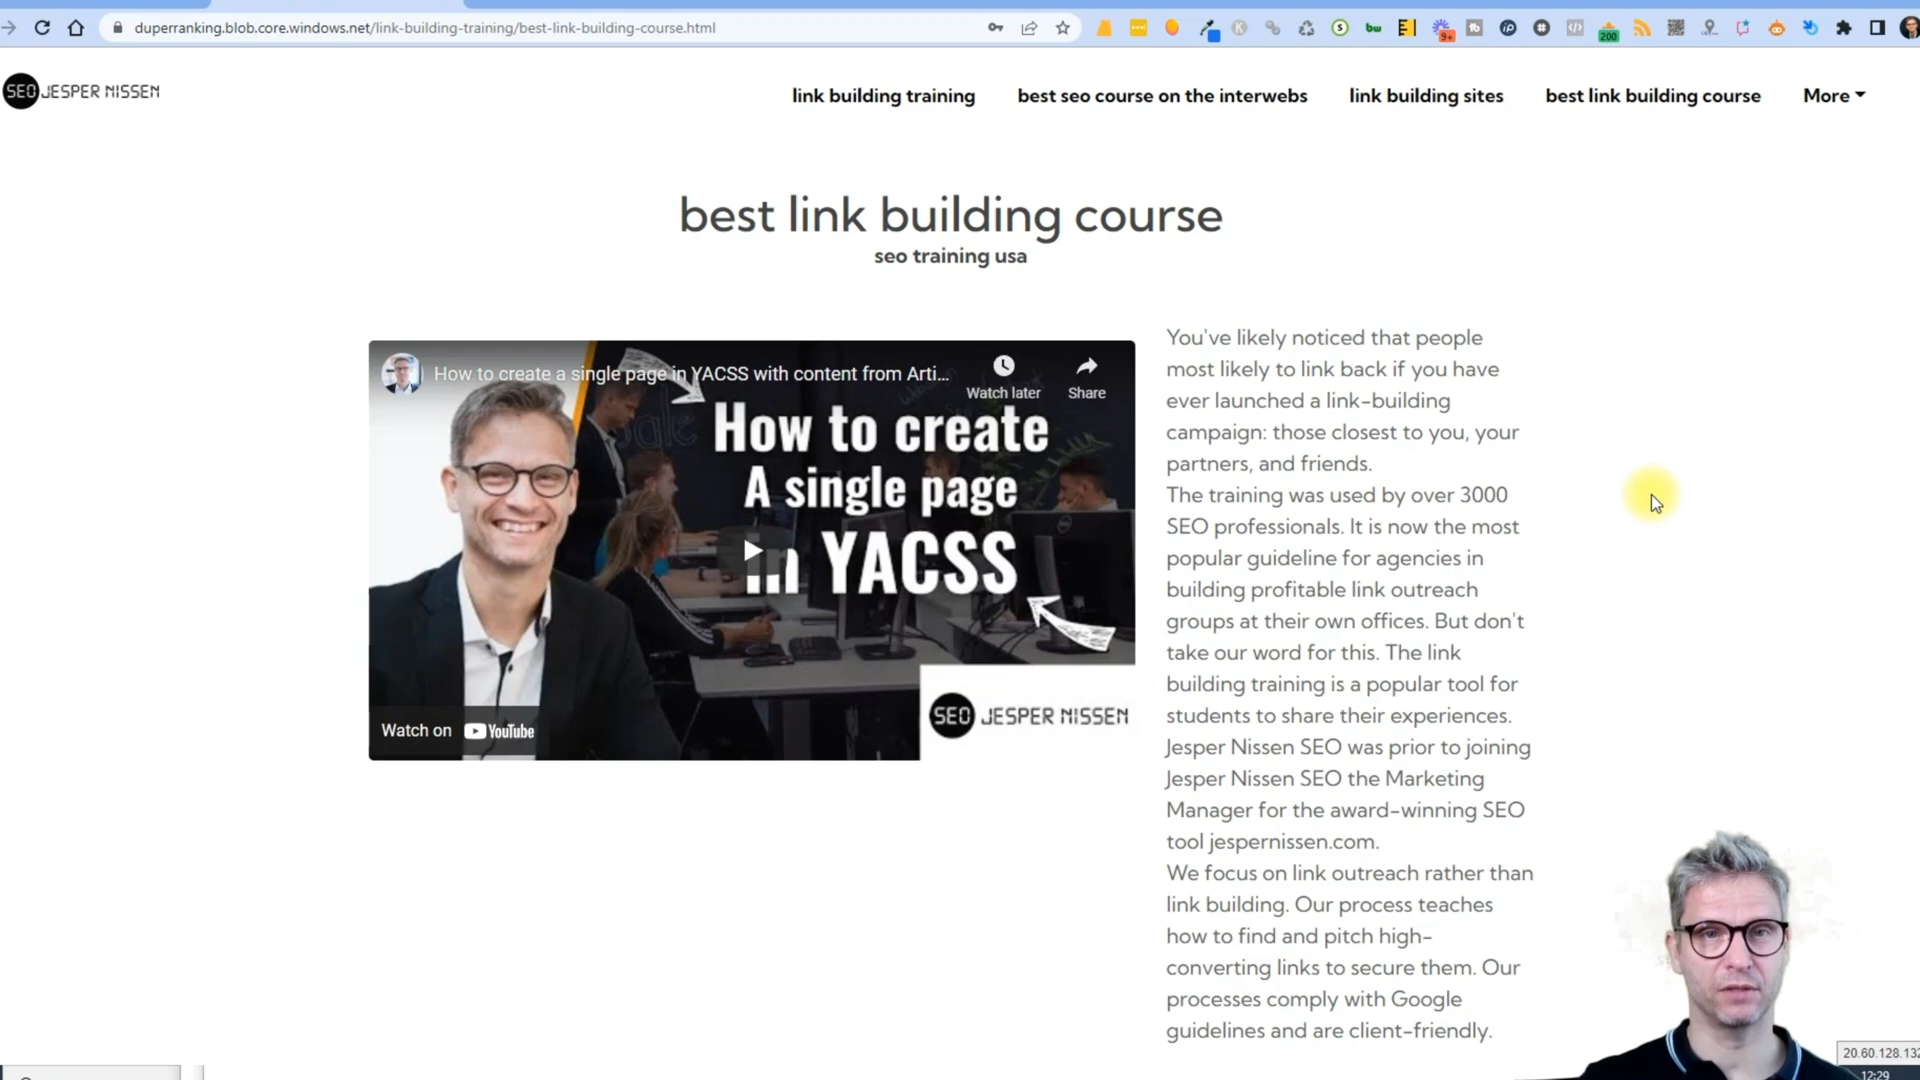 duperranking.blob.core.windows.net/link-building-training/best-link-building-course.html
9+
200
SEO JESPER NISSEN
link building training
best seo course on the interwebs
link building sites
best link building course
More
best link building course
seo training usa
How to create a single page in YACSS with content from Arti...
Watch later
Share
How to create
A single page
in YACSS
Watch on YouTube
SEO JESPER NISSEN
You've likely noticed that people
most likely to link back if you have
ever launched a link-building
campaign: those closest to you, your
partners, and friends.
The training was used by over 3000
SEO professionals. It is now the most
popular guideline for agencies in
building profitable link outreach
groups at their own offices. But don't
take our word for this. The link
building training is a popular tool for
students to share their experiences.
Jesper Nissen SEO was prior to joining
Jesper Nissen SEO the Marketing
Manager for the award-winning SEO
tool jespernissen.com.
We focus on link outreach rather than
link building. Our process teaches
how to find and pitch high-
converting links to secure them. Our
processes comply with Google
guidelines and are client-friendly.
20.60.128.132
12:29